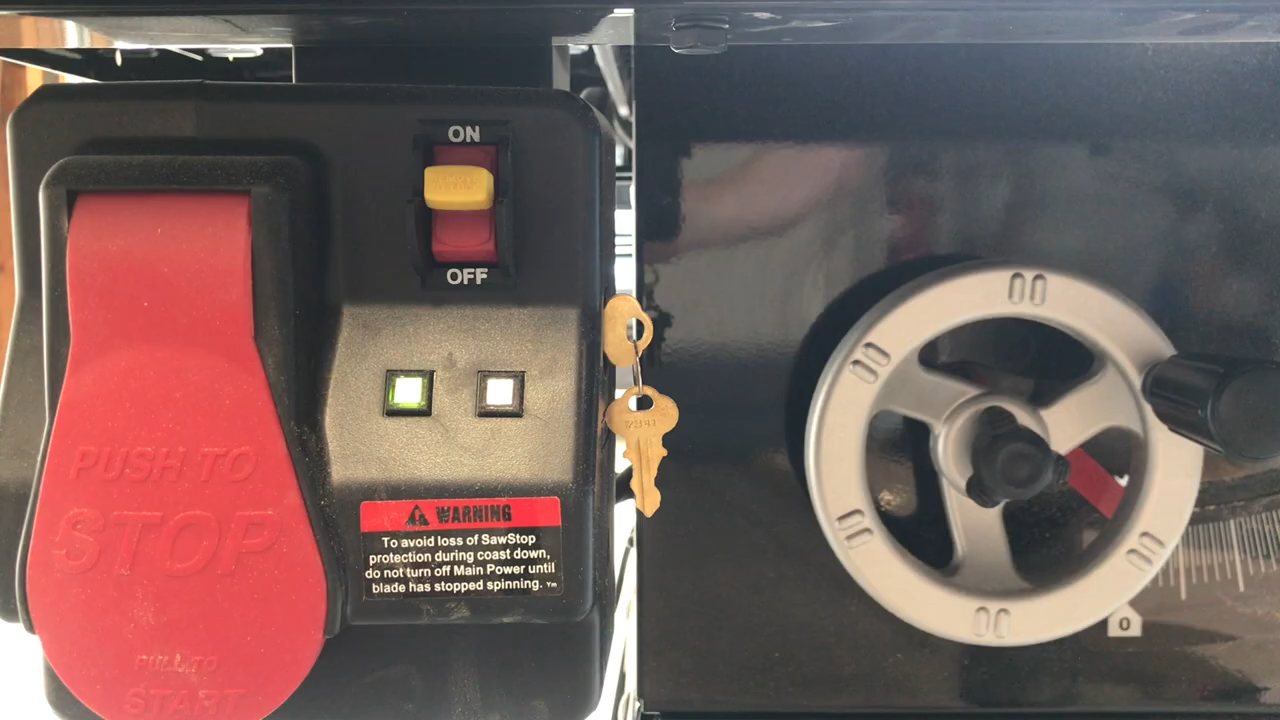 ON
OFF
PUSH TO
STOP
PULL TO
START
WARNING
To avoid loss of SawStop
protection during coast down,
do not turn off Main Power until
blade has stopped spinning.
0